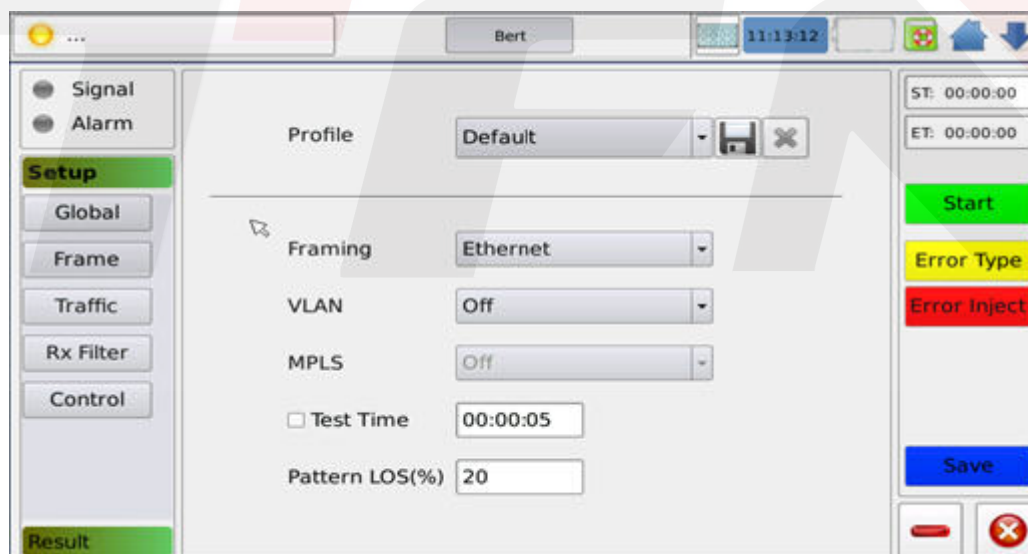 ...
Bert
11:13:12
Signal
Alarm
Setup
Global
Frame
Traffic
Rx Filter
Control
Result
Profile
Default
Framing
Ethernet
VLAN
Off
MPLS
Off
Test Time
00:00:05
Pattern LOS(%)
20
ST: 00:00:00
ET: 00:00:00
Start
Error Type
Error Inject
Save